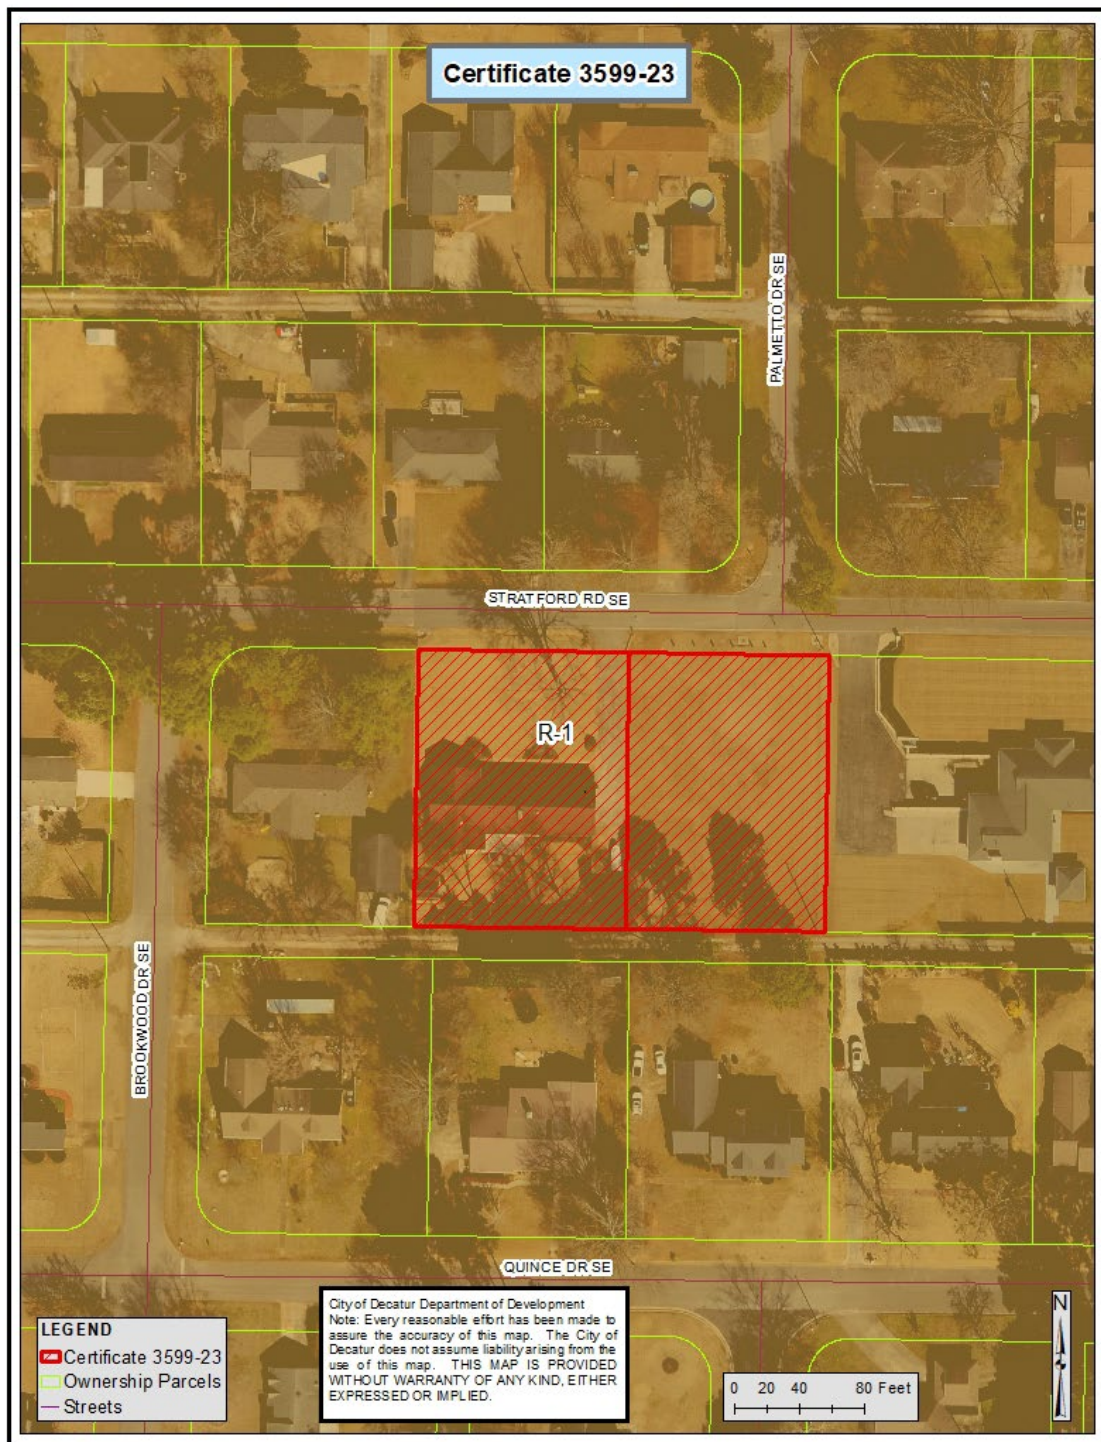 Certificate 3599-23
PALMETTO DR SE
STRATFORD RD SE
R-1
BROOKWOOD DR SE
QUINCE DR SE
LEGEND
Certificate 3599-23
Ownership Parcels
Streets
City of Decatur Department of Development
Note: Every reasonable effort has been made to
assure the accuracy of this map. The City of
Decatur does not assume liability arising from the
use of this map. THIS MAP IS PROVIDED
WITHOUT WARRANTY OF ANY KIND, EITHER
EXPRESSED OR IMPLIED.
0 20 40 80 Feet
N